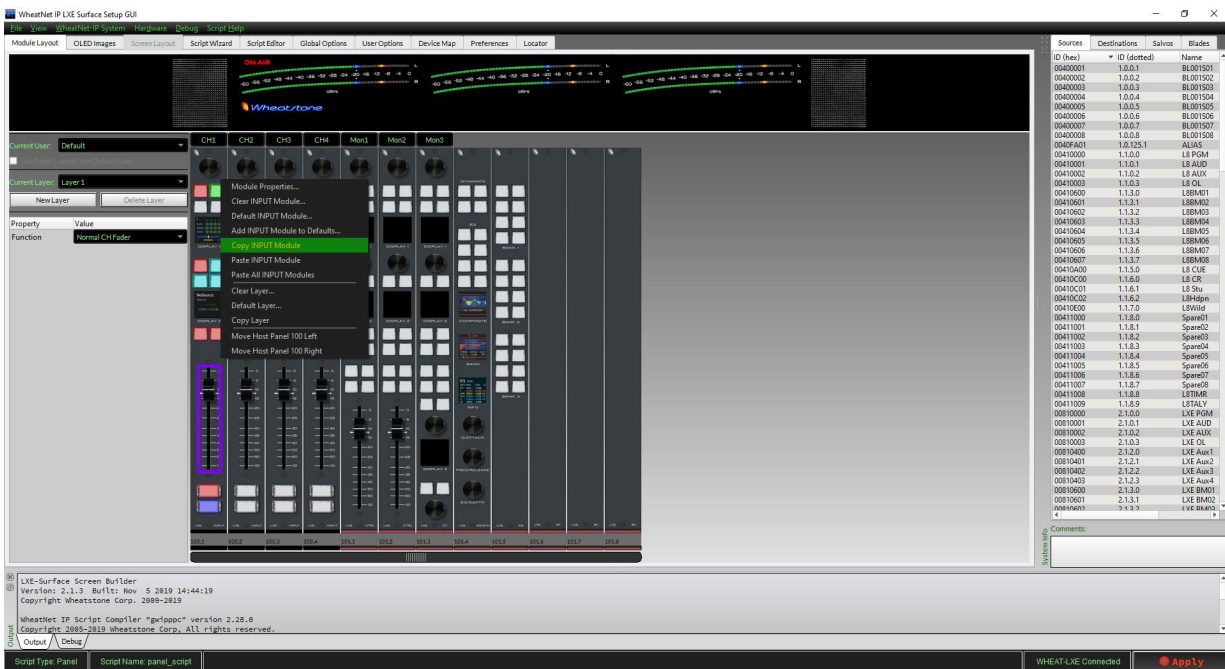 WheatNet IP LXE Surface Setup GUI
File View WheatNet-IP System Hardware Debug Script Help
Module Layout OLED Images Screen Layout Script Wizard Script Editor Global Options User Options Device Map Preferences Locator
Sources Destinations Salvos Blades
ON AIR
Wheatstone
Current User: Default
Use Panel Layout from Default User
Current Layer: Layer 1
New Layer Delete Layer
Property Value
Function Normal CH Fader
CH1 CH2 CH3 CH4 Mon1 Mon2 Mon3
Module Properties...
Clear INPUT Module...
Default INPUT Module...
Add INPUT Module to Defaults...
Copy INPUT Module
Paste INPUT Module
Paste All INPUT Modules
Clear Layer...
Default Layer...
Copy Layer
Move Host Panel 100 Left
Move Host Panel 100 Right
100.1 100.2 100.3 100.4 101.1 101.2 101.3 101.4 101.5 101.6 101.7 101.8
ID (hex) ID (dotted) Name
00400001 1.0.0.1 BL001S01
00400002 1.0.0.2 BL001S02
00400003 1.0.0.3 BL001S03
00400004 1.0.0.4 BL001S04
00400005 1.0.0.5 BL001S05
00400006 1.0.0.6 BL001S06
00400007 1.0.0.7 BL001S07
00400008 1.0.0.8 BL001S08
0040FA01 1.0.125.1 ALIAS
00410000 1.1.0.0 L8 PGM
00410001 1.1.0.1 L8 AUD
00410002 1.1.0.2 L8 AUX
00410003 1.1.0.3 L8 OL
00410600 1.1.3.0 L8BM01
00410601 1.1.3.1 L8BM02
00410602 1.1.3.2 L8BM03
00410603 1.1.3.3 L8BM04
00410604 1.1.3.4 L8BM05
00410605 1.1.3.5 L8BM06
00410606 1.1.3.6 L8BM07
00410607 1.1.3.7 L8BM08
00410A00 1.1.5.0 L8 CUE
00410C00 1.1.6.0 L8 CR
00410C01 1.1.6.1 L8 Stu
00410C02 1.1.6.2 L8Hdpn
00410E00 1.1.7.0 L8Wild
00411000 1.1.8.0 Spare01
00411001 1.1.8.1 Spare02
00411002 1.1.8.2 Spare03
00411003 1.1.8.3 Spare04
00411004 1.1.8.4 Spare05
00411005 1.1.8.5 Spare06
00411006 1.1.8.6 Spare07
00411007 1.1.8.7 Spare08
00411008 1.1.8.8 L8TIMR
00411009 1.1.8.9 L8TALY
00810000 2.1.0.0 LXE PGM
00810001 2.1.0.1 LXE AUD
00810002 2.1.0.2 LXE AUX
00810003 2.1.0.3 LXE OL
00810400 2.1.2.0 LXE Aux1
00810401 2.1.2.1 LXE Aux2
00810402 2.1.2.2 LXE Aux3
00810403 2.1.2.3 LXE Aux4
00810600 2.1.3.0 LXE BM01
00810601 2.1.3.1 LXE BM02
00810602 2.1.3.2 LXE BM03
Comments:
System Info
LXE-Surface Screen Builder
Version: 2.1.3 Built: Nov 5 2019 14:44:19
Copyright Wheatstone Corp. 2009-2019
WheatNet IP Script Compiler "gwipppc" version 2.28.0
Copyright 2005-2019 Wheatstone Corp, All rights reserved.
Output
Output Debug
Script Type: Panel Script Name: panel_script WHEAT-LXE Connected Apply